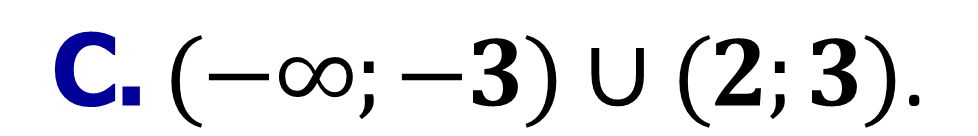 C. (−∞; −3) ∪ (2; 3).